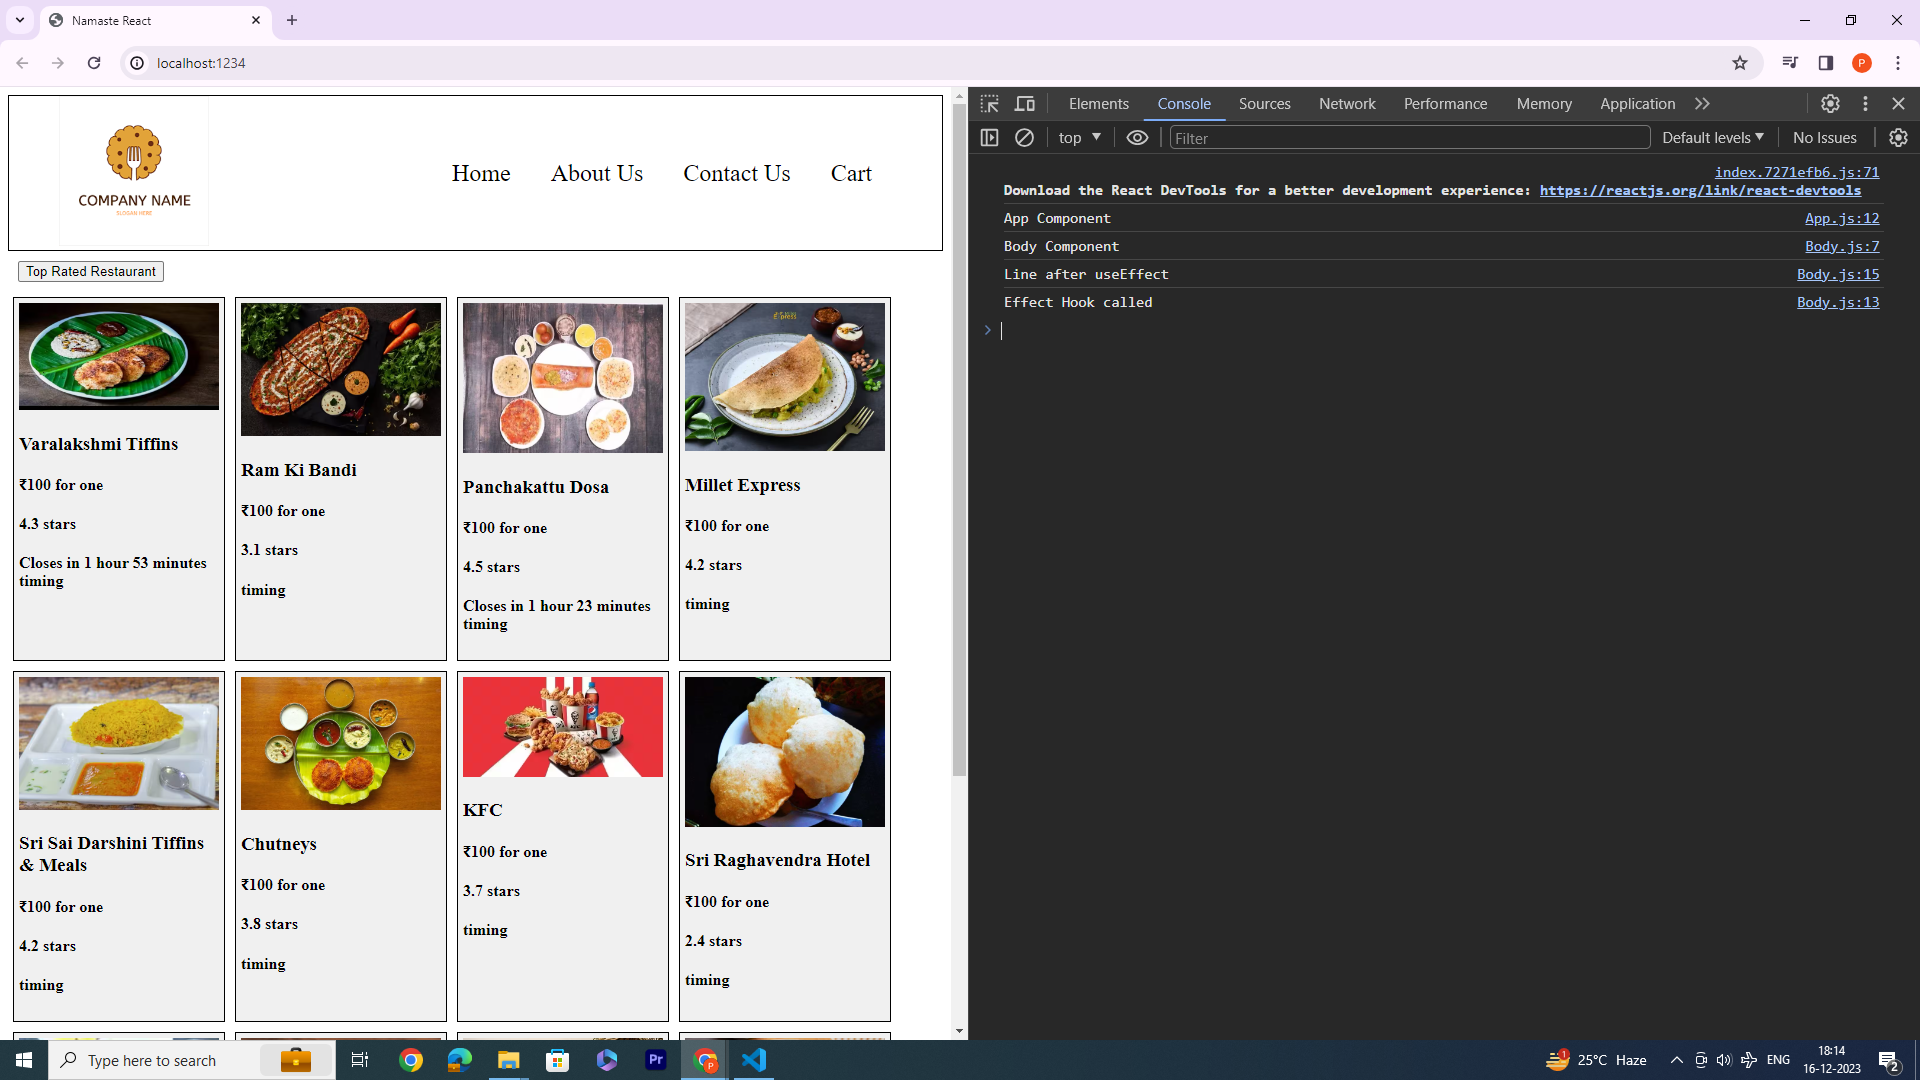 Namaste React
localhost:1234
P
COMPANY NAME
SLOGAN HERE
Home About Us Contact Us Cart
Top Rated Restaurant
Varalakshmi Tiffins
₹100 for one
4.3 stars
Closes in 1 hour 53 minutes
timing
Ram Ki Bandi
₹100 for one
3.1 stars
timing
Panchakattu Dosa
₹100 for one
4.5 stars
Closes in 1 hour 23 minutes
timing
Millet Express
₹100 for one
4.2 stars
timing
Sri Sai Darshini Tiffins
& Meals
₹100 for one
4.2 stars
timing
Chutneys
₹100 for one
3.8 stars
timing
KFC
₹100 for one
3.7 stars
timing
Sri Raghavendra Hotel
₹100 for one
2.4 stars
timing
Elements Console Sources Network Performance Memory Application
top Filter Default levels No Issues
index.7271efb6.js:71
Download the React DevTools for a better development experience: https://reactjs.org/link/react-devtools
App Component App.js:12
Body Component Body.js:7
Line after useEffect Body.js:15
Effect Hook called Body.js:13
Type here to search
Pr
P
1
25°C Haze
ENG
18:14
16-12-2023
2